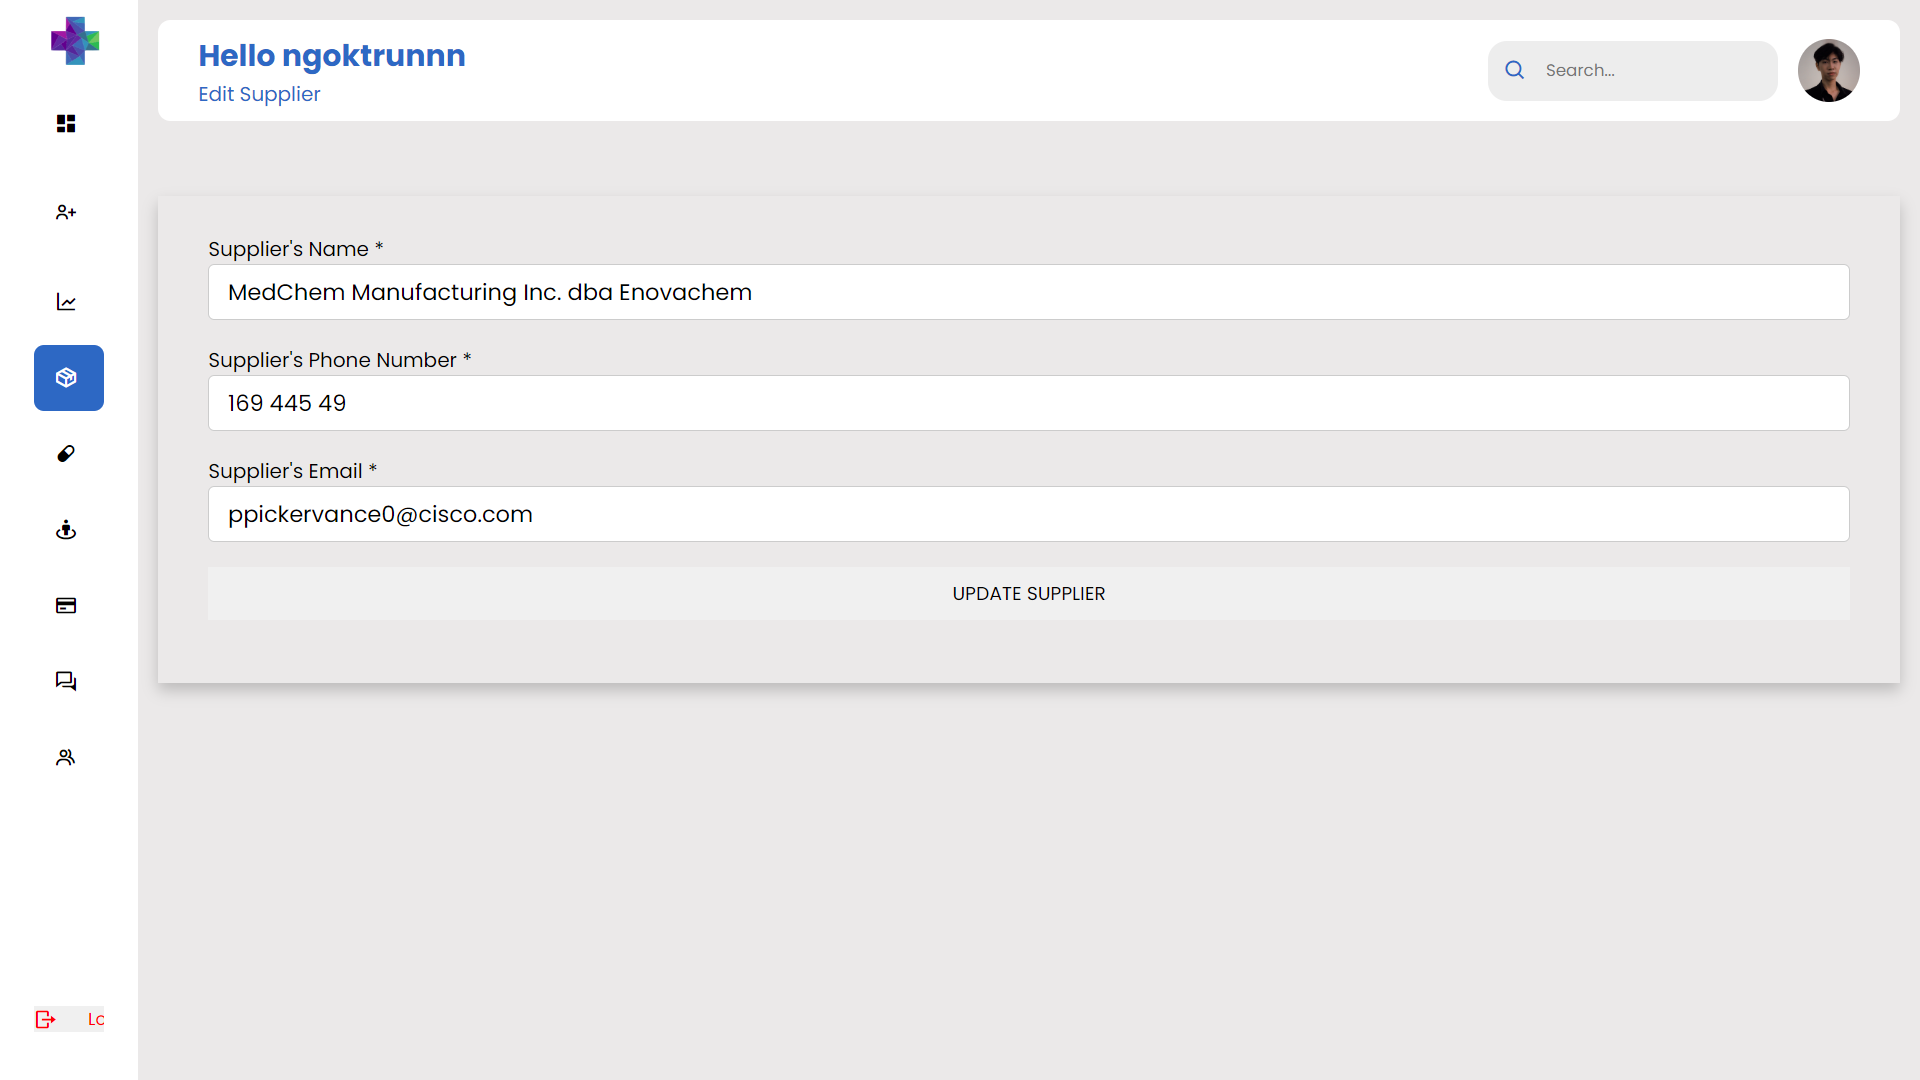 Hello ngoktrunnn
Edit Supplier
Search...
Supplier's Name *
MedChem Manufacturing Inc. dba Enovachem
Supplier's Phone Number *
169 445 49
Supplier's Email *
ppickervance0@cisco.com
UPDATE SUPPLIER
Lo